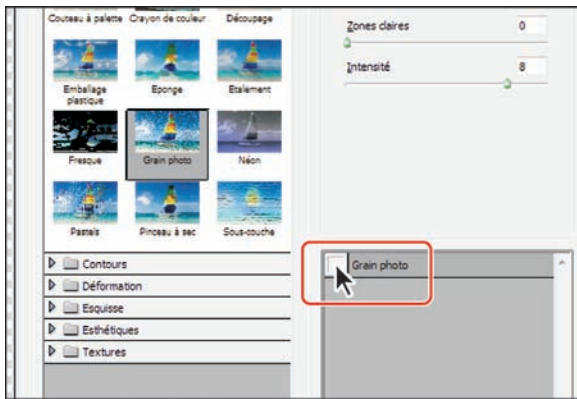 Couteau à palette Crayon de couleur Découpage
Zones claires 0
Intensité 8
Emballage plastique Eponge Etalement
Fresque Grain photo Néon
Pastels Pinceau à sec Sous-couche
Contours
Grain photo
Déformation
Esquisse
Esthétiques
Textures